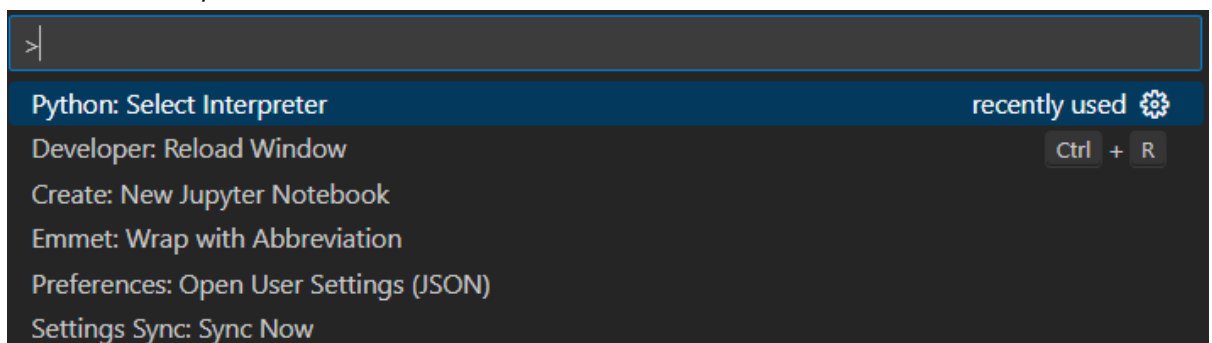 >
Python: Select Interpreter recently used
Developer: Reload Window Ctrl + R
Create: New Jupyter Notebook
Emmet: Wrap with Abbreviation
Preferences: Open User Settings (JSON)
Settings Sync: Sync Now